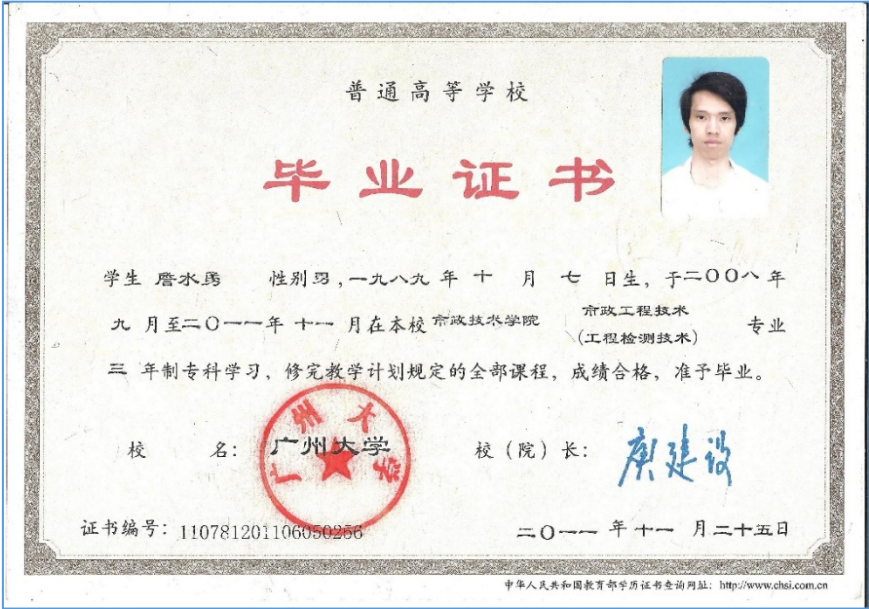 普通高等学校
毕业证书
学生 詹水勇 性别男,一九八九年十月七日生,于二〇〇八年
九月至二〇一一年十一月在本校市政技术学院 市政工程技术(工程检测技术) 专业
三年制专科学习,修完教学计划规定的全部课程,成绩合格,准予毕业。
广州大学
校名:广州大学 校(院)长:庾建设
证书编号:110781201106050256 二〇一一年十一月二十五日
中华人民共和国教育部学历证书查询网址:http://www.chsi.com.cn